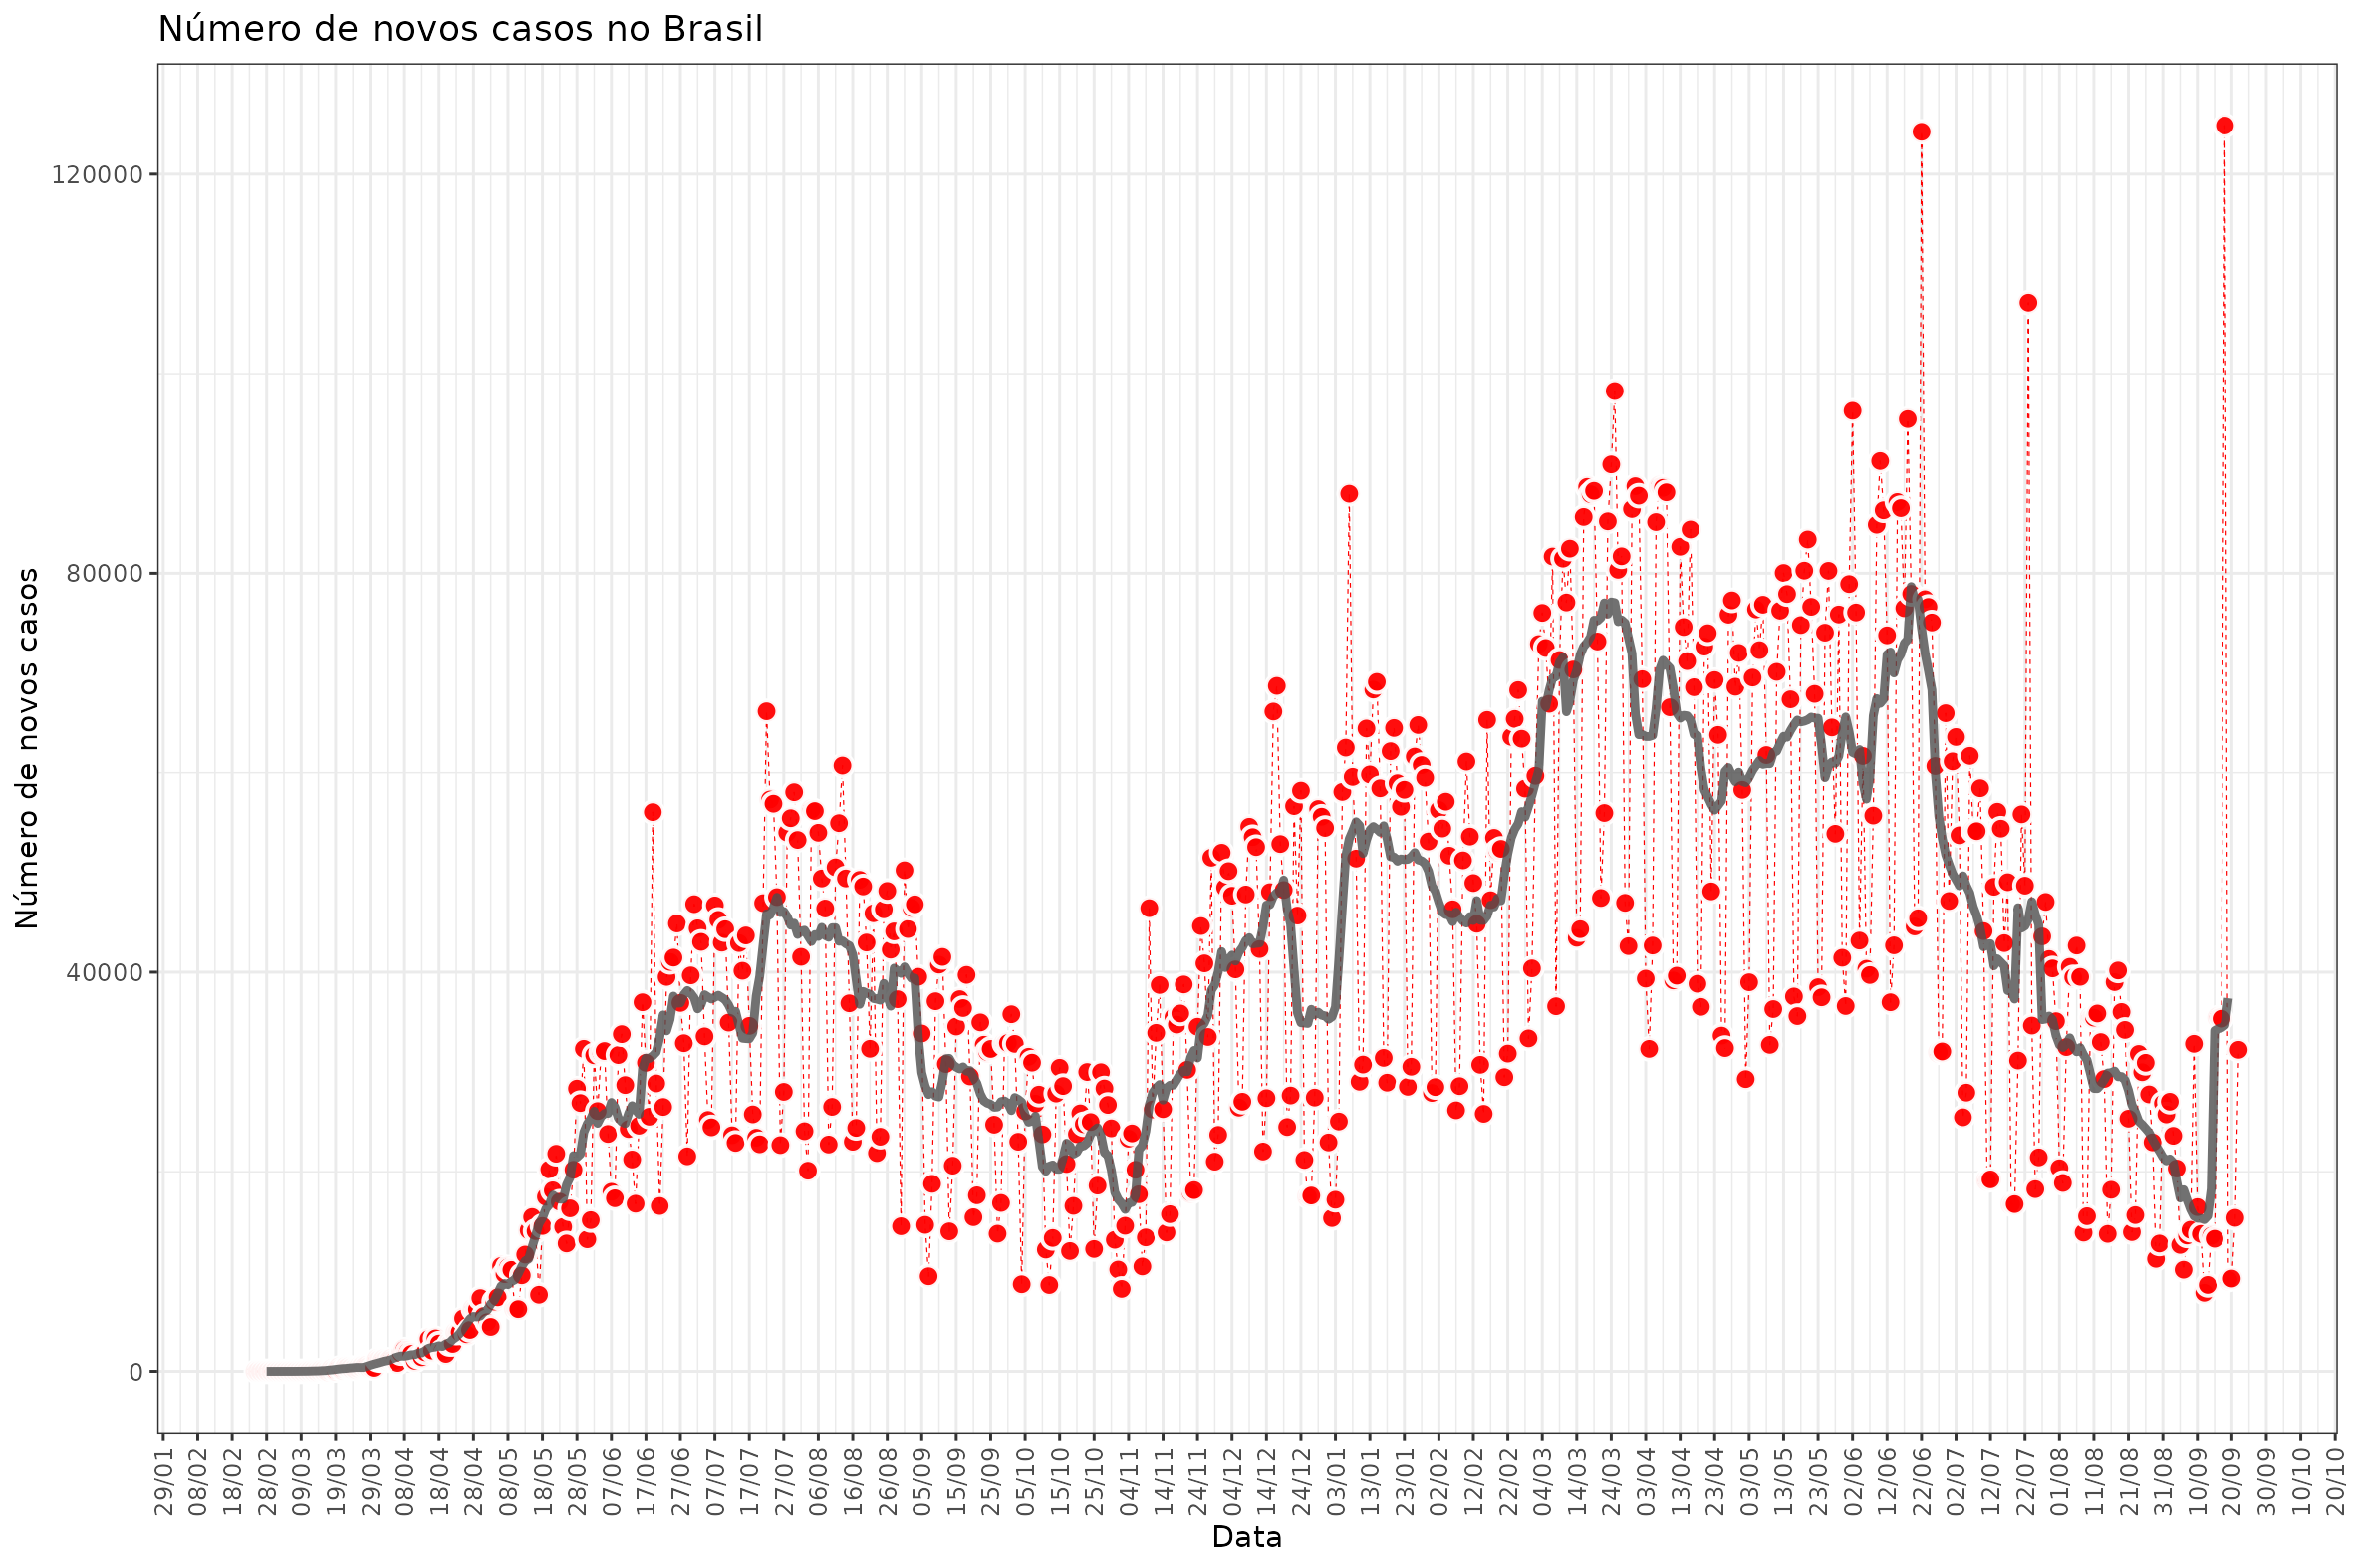 Número de novos casos no Brasil
Número de novos casos
120000
80000
40000
0
29/01 08/02 18/02 28/02 09/03 19/03 29/03 08/04 18/04 28/04 08/05 18/05 28/05 07/06 17/06 27/06 07/07 17/07 27/07 06/08 16/08 26/08 05/09 15/09 25/09 05/10 15/10 25/10 04/11 14/11 24/11 04/12 14/12 24/12 03/01 13/01 23/01 02/02 12/02 22/02 04/03 14/03 24/03 03/04 13/04 23/04 03/05 13/05 23/05 02/06 12/06 22/06 02/07 12/07 22/07 01/08 11/08 21/08 31/08 10/09 20/09 30/09 10/10 20/10
Data